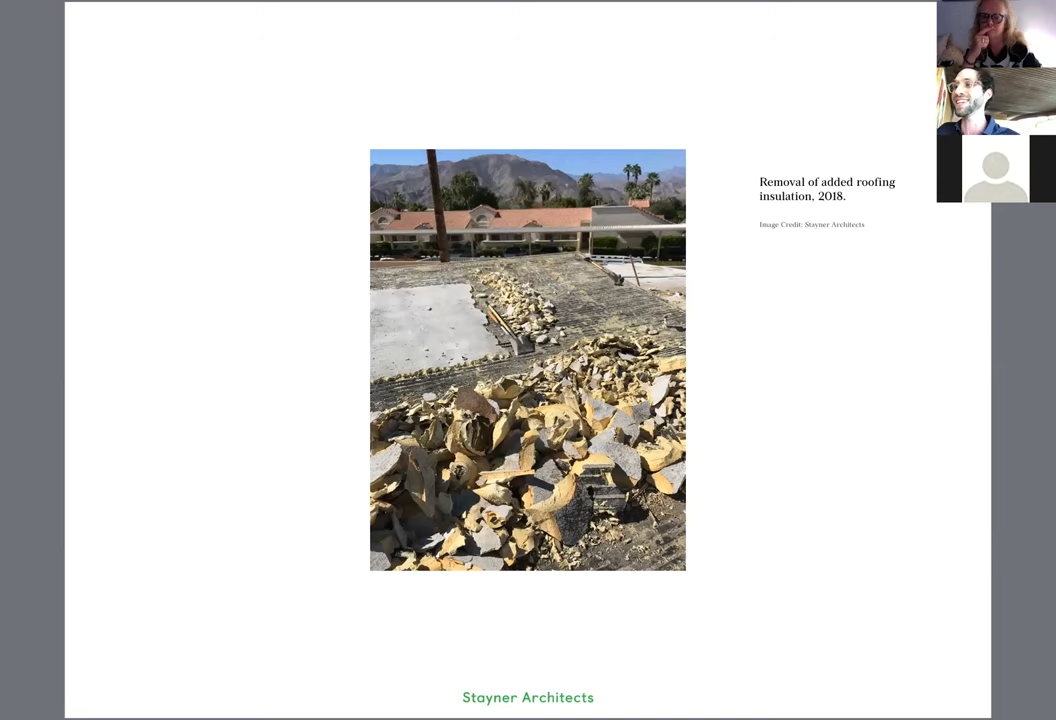 Removal of added roofing
insulation, 2018.
Image Credit: Stayner Architects
Stayner Architects